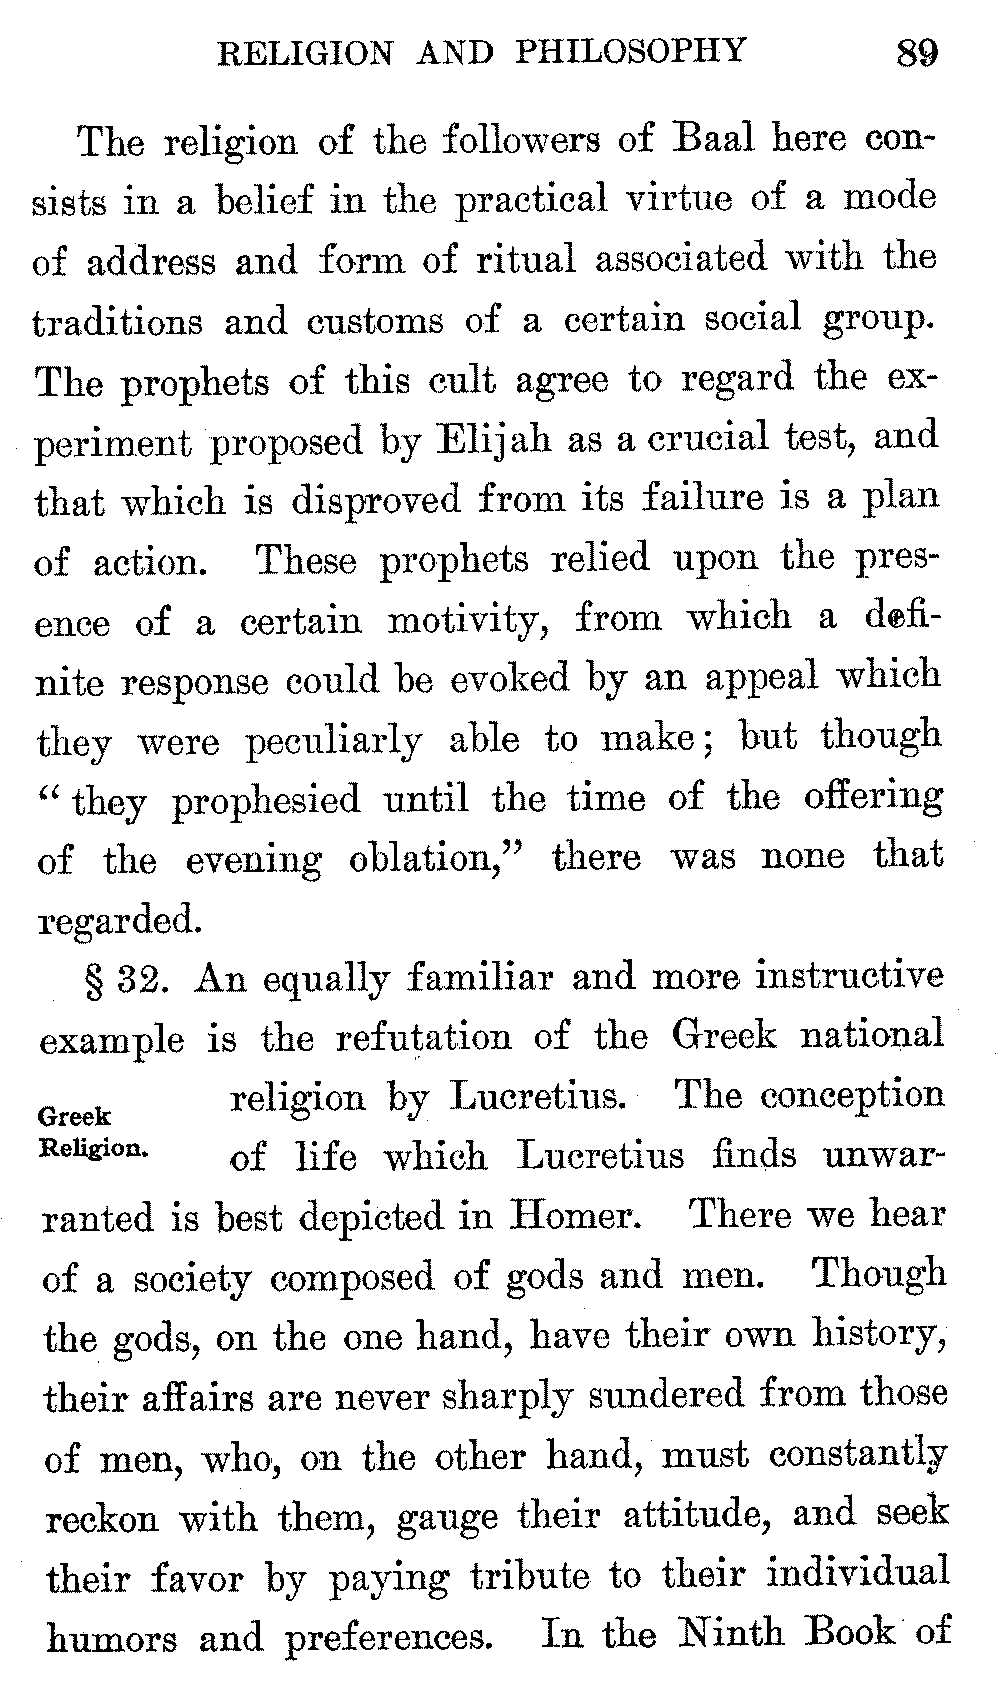 RELIGION AND PHILOSOPHY 89
The religion of the followers of Baal here con-
sists in a belief in the practical virtue of a mode
of address and form of ritual associated with the
traditions and customs of a certain social group.
The prophets of this cult agree to regard the ex-
periment proposed by Elijah as a crucial test, and
that which is disproved from its failure is a plan
of action. These prophets relied upon the pres-
ence of a certain motivity, from which a defi-
nite response could be evoked by an appeal which
they were peculiarly able to make; but though
“they prophesied until the time of the offering
of the evening oblation,” there was none that
regarded.
§ 32. An equally familiar and more instructive
example is the refutation of the Greek national
Greek
Religion.
religion by Lucretius. The conception
of life which Lucretius finds unwar-
ranted is best depicted in Homer. There we hear
of a society composed of gods and men. Though
the gods, on the one hand, have their own history,
their affairs are never sharply sundered from those
of men, who, on the other hand, must constantly
reckon with them, gauge their attitude, and seek
their favor by paying tribute to their individual
humors and preferences. In the Ninth Book of